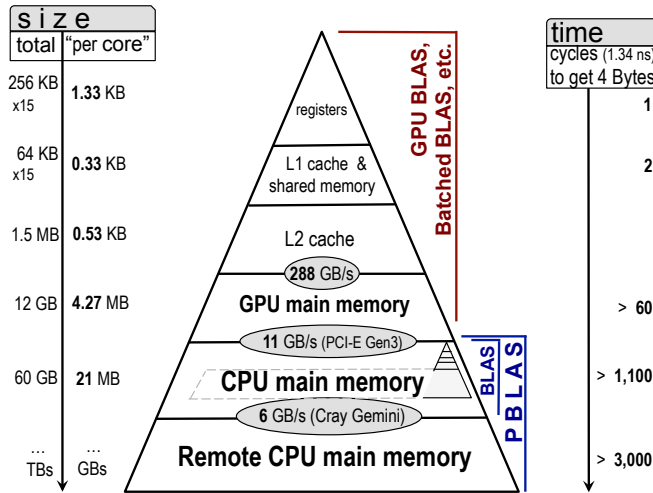 size
total "per core"
time
cycles (1.34 ns)
to get 4 Bytes
256 KB
x15
1.33 KB
registers
1
64 KB
x15
0.33 KB
L1 cache &
shared memory
2
1.5 MB
0.53 KB
L2 cache
288 GB/s
12 GB
4.27 MB
GPU main memory
> 60
11 GB/s (PCI-E Gen3)
60 GB
21 MB
CPU main memory
> 1,100
6 GB/s (Cray Gemini)
...
TBs
...
GBs
Remote CPU main memory
> 3,000
GPU BLAS,
Batched BLAS, etc.
BLAS
PBLAS